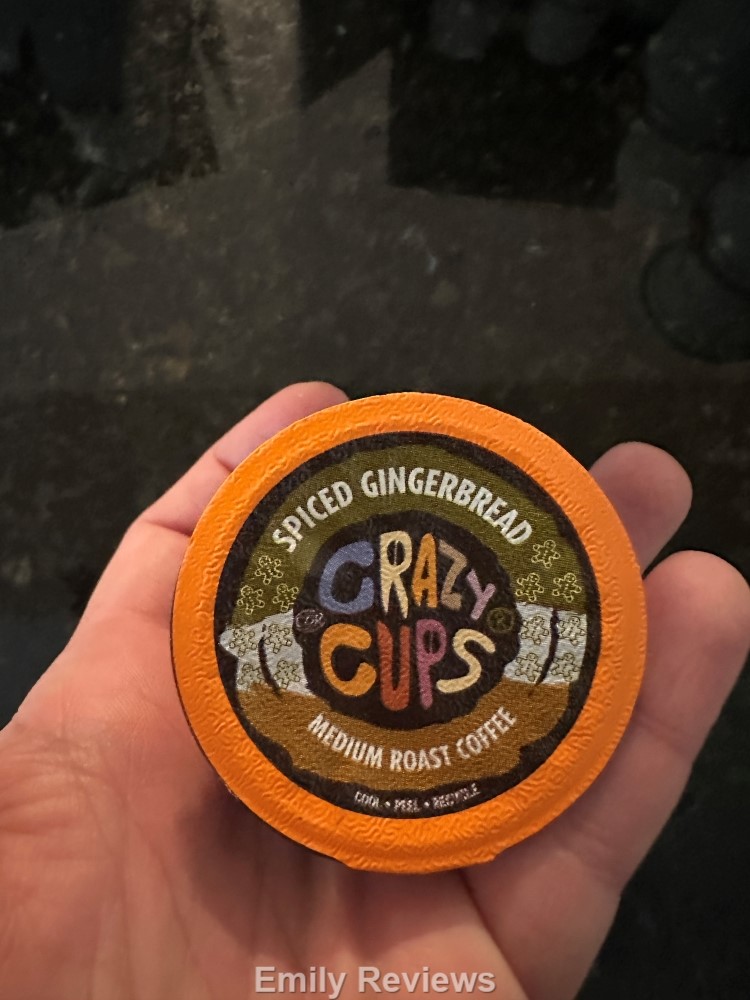 SPICED GINGERBREAD
CRAZY
CUPS
®
MEDIUM ROAST COFFEE
COOL • PEEL • RECYCLE
Emily Reviews